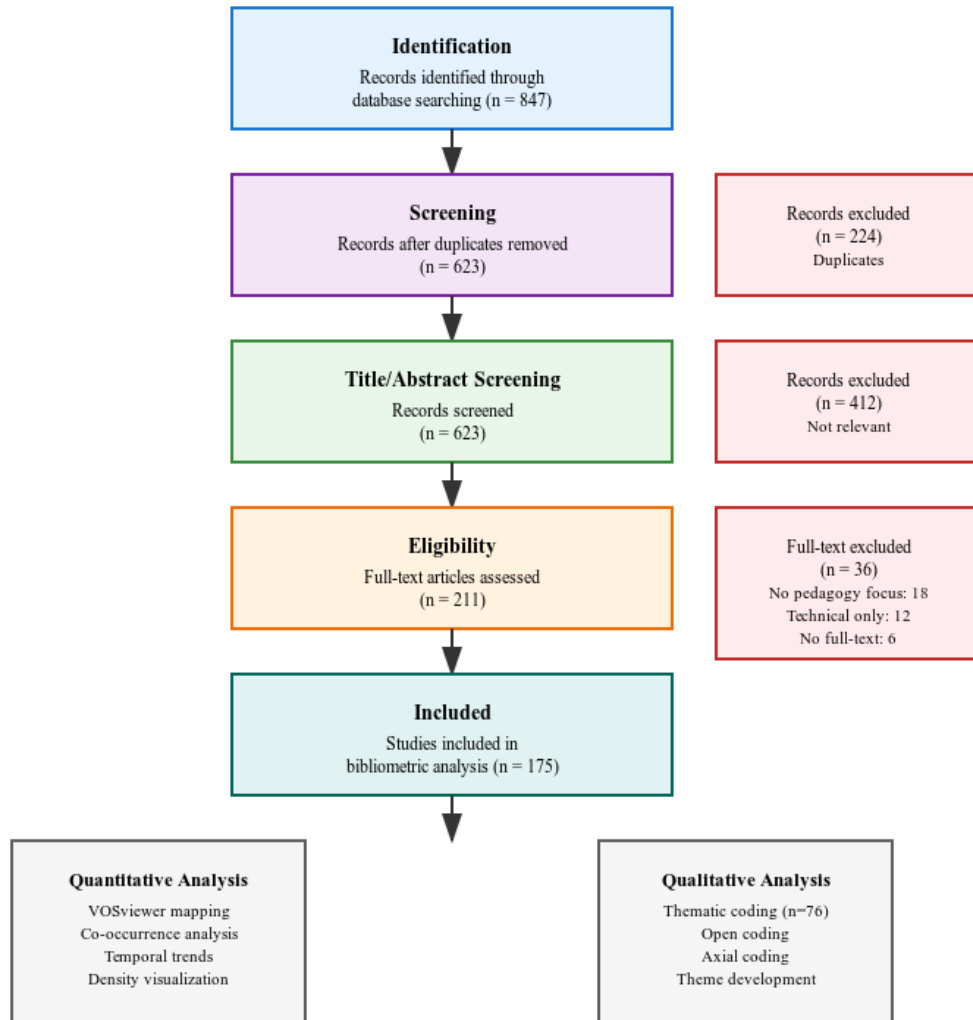 Identification
Records identified through
database searching (n = 847)
Screening
Records after duplicates removed
(n = 623)
Records excluded
(n = 224)
Duplicates
Title/Abstract Screening
Records screened
(n = 623)
Records excluded
(n = 412)
Not relevant
Eligibility
Full-text articles assessed
(n = 211)
Full-text excluded
(n = 36)
No pedagogy focus: 18
Technical only: 12
No full-text: 6
Included
Studies included in
bibliometric analysis (n = 175)
Quantitative Analysis
VOSviewer mapping
Co-occurrence analysis
Temporal trends
Density visualization
Qualitative Analysis
Thematic coding (n=76)
Open coding
Axial coding
Theme development